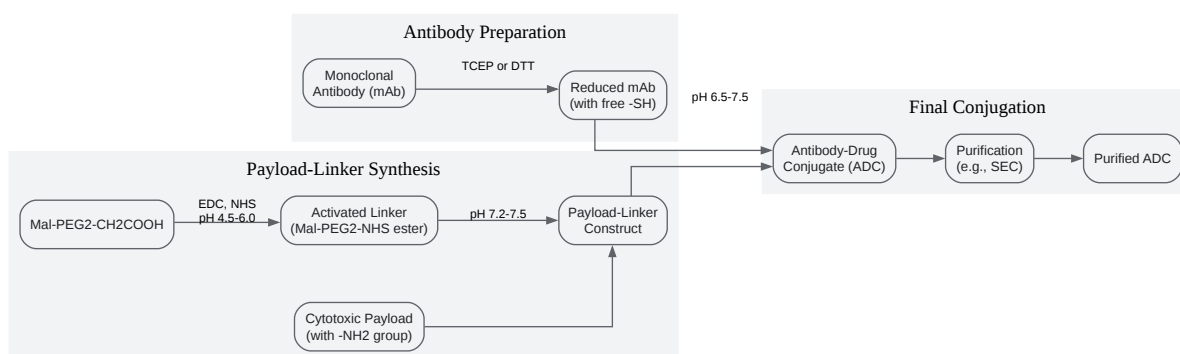 Antibody Preparation
Monoclonal
Antibody (mAb)
TCEP or DTT
Reduced mAb
(with free -SH)
pH 6.5-7.5
Final Conjugation
Antibody-Drug
Conjugate (ADC)
Purification
(e.g., SEC)
Purified ADC
Payload-Linker Synthesis
Mal-PEG2-CH2COOH
EDC, NHS
pH 4.5-6.0
Activated Linker
(Mal-PEG2-NHS ester)
pH 7.2-7.5
Payload-Linker
Construct
Cytotoxic Payload
(with -NH2 group)